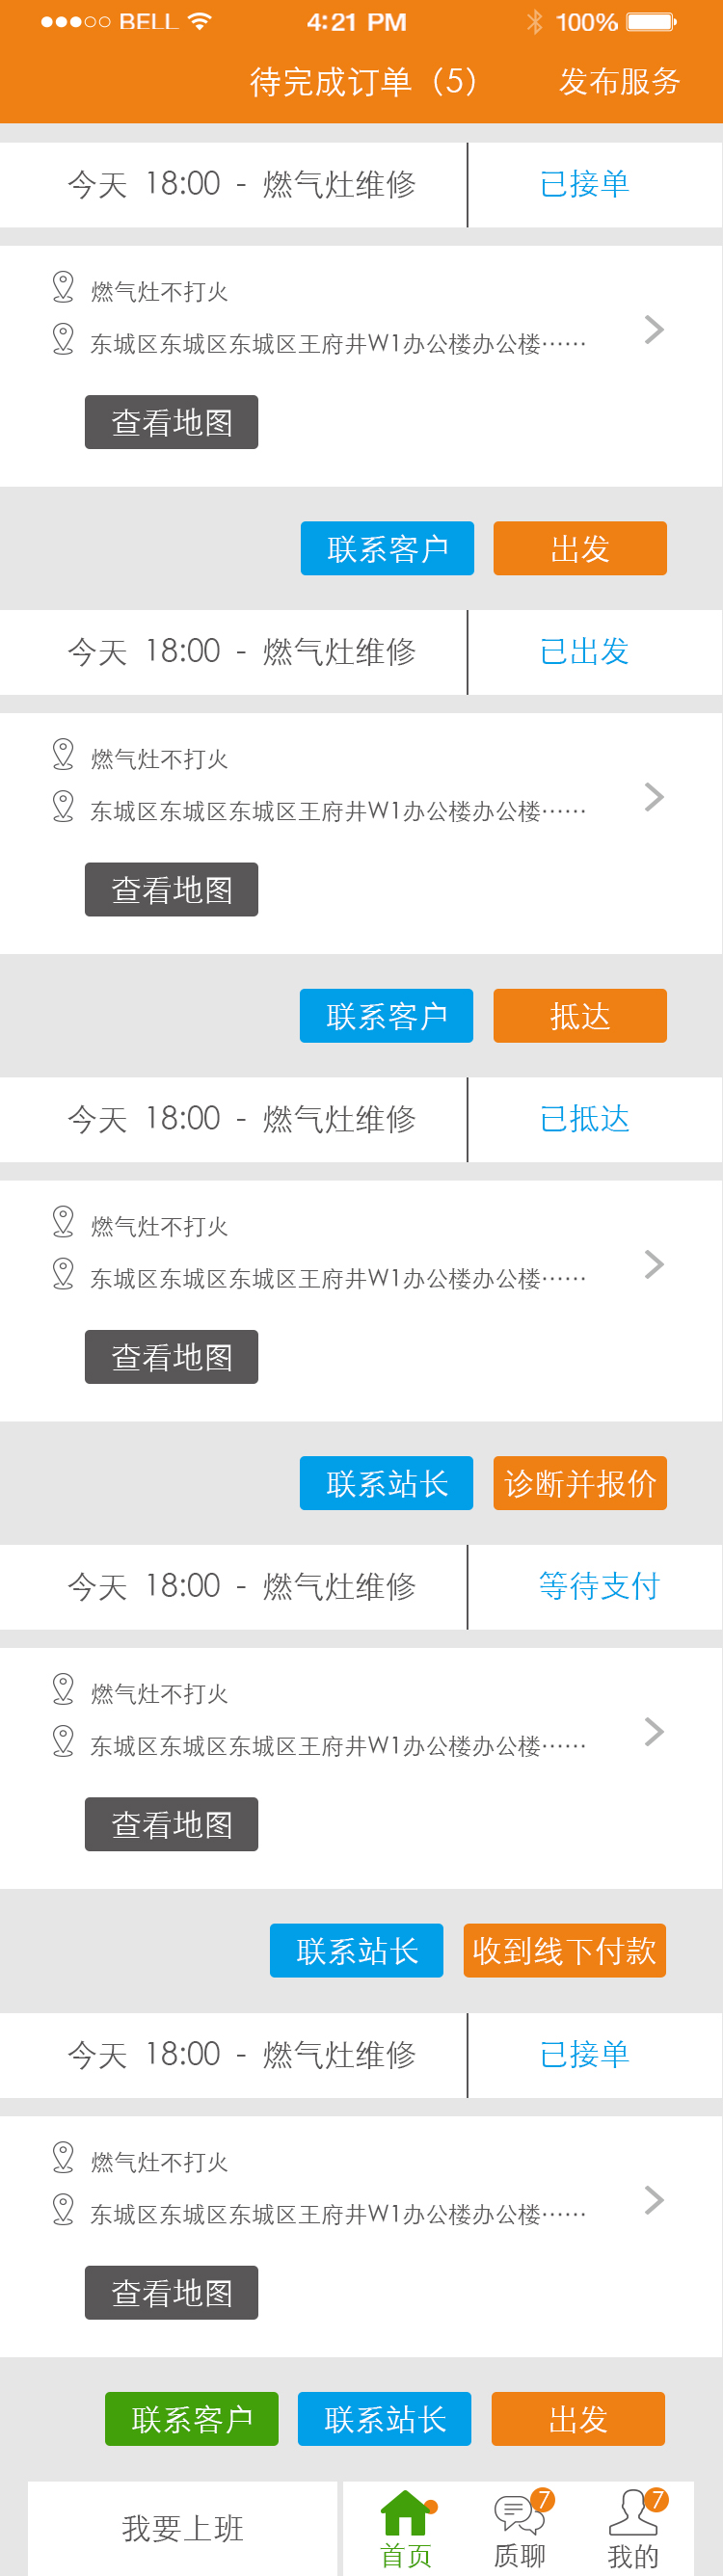 BELL 4:21 PM 100%
待完成订单（5） 发布服务
今天 18:00 - 燃气灶维修 已接单
燃气灶不打火
东城区东城区东城区王府井W1办公楼办公楼……
查看地图
联系客户 出发
今天 18:00 - 燃气灶维修 已出发
燃气灶不打火
东城区东城区东城区王府井W1办公楼办公楼……
查看地图
联系客户 抵达
今天 18:00 - 燃气灶维修 已抵达
燃气灶不打火
东城区东城区东城区王府井W1办公楼办公楼……
查看地图
联系站长 诊断并报价
今天 18:00 - 燃气灶维修 等待支付
燃气灶不打火
东城区东城区东城区王府井W1办公楼办公楼……
查看地图
联系站长 收到线下付款
今天 18:00 - 燃气灶维修 已接单
燃气灶不打火
东城区东城区东城区王府井W1办公楼办公楼……
查看地图
联系客户 联系站长 出发
我要上班
7 7
首页 质聊 我的